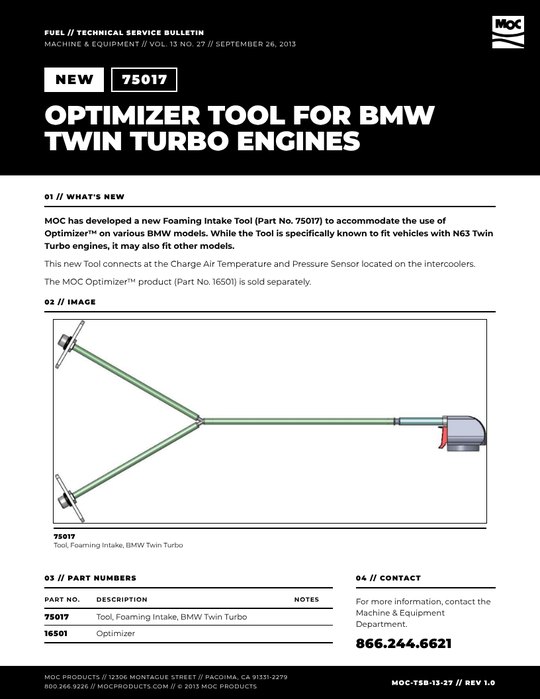 FUEL // TECHNICAL SERVICE BULLETIN
MACHINE & EQUIPMENT // VOL. 13 NO. 27 // SEPTEMBER 26, 2013
MOC
NEW 75017
OPTIMIZER TOOL FOR BMW
TWIN TURBO ENGINES
01 // WHAT'S NEW
MOC has developed a new Foaming Intake Tool (Part No. 75017) to accommodate the use of
Optimizer™ on various BMW models. While the Tool is specifically known to fit vehicles with N63 Twin
Turbo engines, it may also fit other models.
This new Tool connects at the Charge Air Temperature and Pressure Sensor located on the intercoolers.
The MOC Optimizer™ product (Part No. 16501) is sold separately.
02 // IMAGE
75017
Tool, Foaming Intake, BMW Twin Turbo
03 // PART NUMBERS
PART NO. DESCRIPTION NOTES
75017 Tool, Foaming Intake, BMW Twin Turbo
16501 Optimizer
04 // CONTACT
For more information, contact the
Machine & Equipment
Department.
866.244.6621
MOC PRODUCTS // 12306 MONTAGUE STREET // PACOIMA, CA 91331-2279
800.266.9226 // MOCPRODUCTS.COM // © 2013 MOC PRODUCTS
MOC-TSB-13-27 // REV 1.0